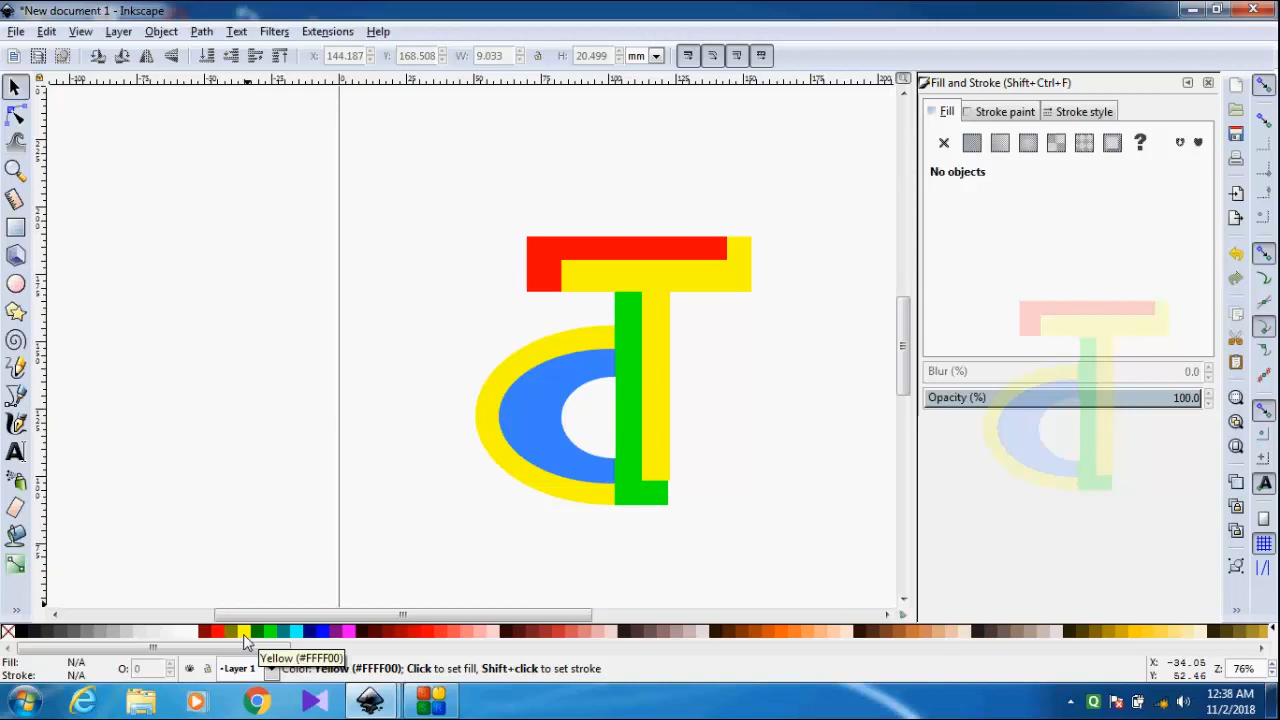 *New document 1 - Inkscape
File Edit View Layer Object Path Text Filters Extensions Help
X: 144.187 Y: 168.508 W: 9.033 H: 20.499 mm
Fill and Stroke (Shift+Ctrl+F)
Fill Stroke paint Stroke style
?
No objects
Blur (%) 0.0
Opacity (%) 100.0
Yellow (#FFFF00)
Fill: N/A O: 0 Layer 1 Color: Yellow (#FFFF00); Click to set fill, Shift+click to set stroke X: -34.05 Z: 76%
Stroke: N/A Y: 52.46
12:38 AM
11/2/2018